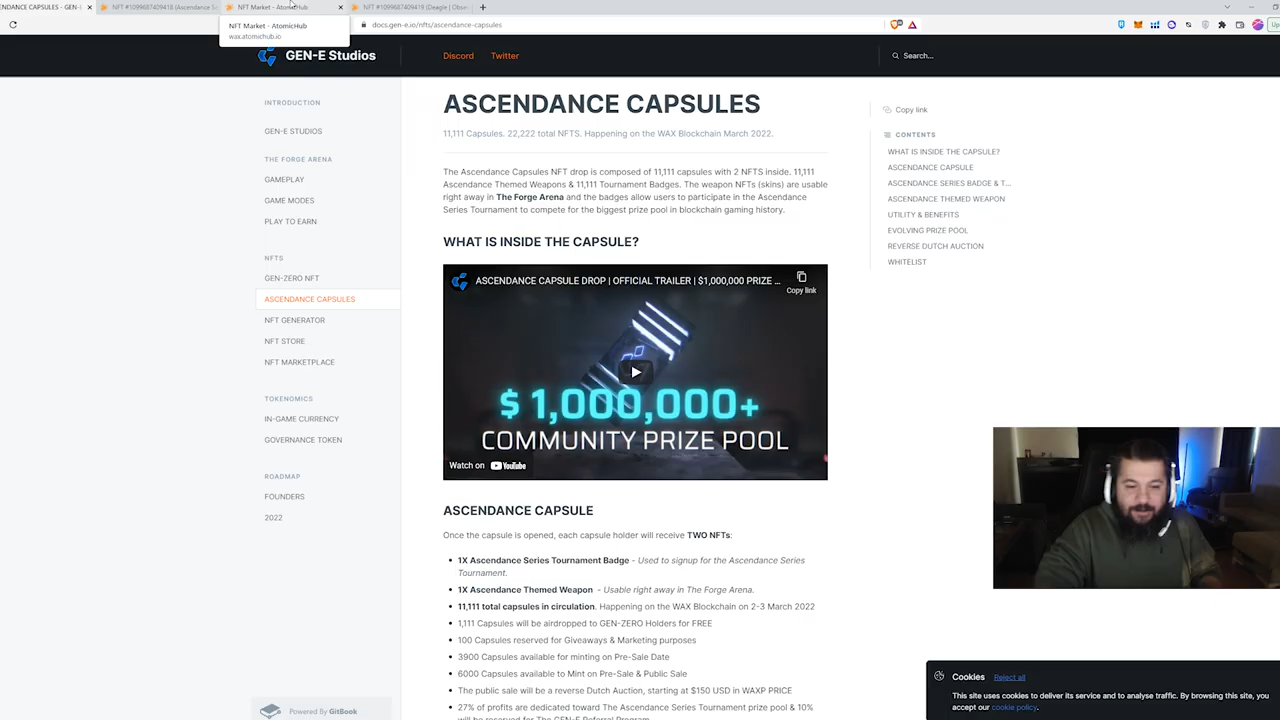 ENDANCE CAPSULES - GEN-
NFT #1099687409418 (Ascendance Se
NFT Market - AtomicHub
NFT #1099687409419 (Deagle | Obsu
NFT Market - AtomicHub
wax.atomichub.io
docs.gen-e.io/nfts/ascendance-capsules
GEN-E Studios
Discord
Twitter
Search...
INTRODUCTION
GEN-E STUDIOS
THE FORGE ARENA
GAMEPLAY
GAME MODES
PLAY TO EARN
NFTS
GEN-ZERO NFT
ASCENDANCE CAPSULES
NFT GENERATOR
NFT STORE
NFT MARKETPLACE
TOKENOMICS
IN-GAME CURRENCY
GOVERNANCE TOKEN
ROADMAP
FOUNDERS
2022
Powered By GitBook
ASCENDANCE CAPSULES
11,111 Capsules. 22,222 total NFTS. Happening on the WAX Blockchain March 2022.
The Ascendance Capsules NFT drop is composed of 11,111 capsules with 2 NFTS inside. 11,111
Ascendance Themed Weapons & 11,111 Tournament Badges. The weapon NFTs (skins) are usable
right away in The Forge Arena and the badges allow users to participate in the Ascendance
Series Tournament to compete for the biggest prize pool in blockchain gaming history.
WHAT IS INSIDE THE CAPSULE?
ASCENDANCE CAPSULE DROP | OFFICIAL TRAILER | $1,000,000 PRIZE ...
Copy link
$ 1,000,000+
COMMUNITY PRIZE POOL
Watch on YouTube
ASCENDANCE CAPSULE
Once the capsule is opened, each capsule holder will receive TWO NFTs:
• 1X Ascendance Series Tournament Badge - Used to signup for the Ascendance Series
Tournament.
• 1X Ascendance Themed Weapon - Usable right away in The Forge Arena.
• 11,111 total capsules in circulation. Happening on the WAX Blockchain on 2-3 March 2022
• 1,111 Capsules will be airdropped to GEN-ZERO Holders for FREE
• 100 Capsules reserved for Giveaways & Marketing purposes
• 3900 Capsules available for minting on Pre-Sale Date
• 6000 Capsules available to Mint on Pre-Sale & Public Sale
• The public sale will be a reverse Dutch Auction, starting at $150 USD in WAXP PRICE
• 27% of profits are dedicated toward The Ascendance Series Tournament prize pool & 10%
will be reserved for The GEN-E Referral Program
Copy link
CONTENTS
WHAT IS INSIDE THE CAPSULE?
ASCENDANCE CAPSULE
ASCENDANCE SERIES BADGE & T...
ASCENDANCE THEMED WEAPON
UTILITY & BENEFITS
EVOLVING PRIZE POOL
REVERSE DUTCH AUCTION
WHITELIST
Cookies Reject all
This site uses cookies to deliver its service and to analyse traffic. By browsing this site, you
accept our cookie policy.